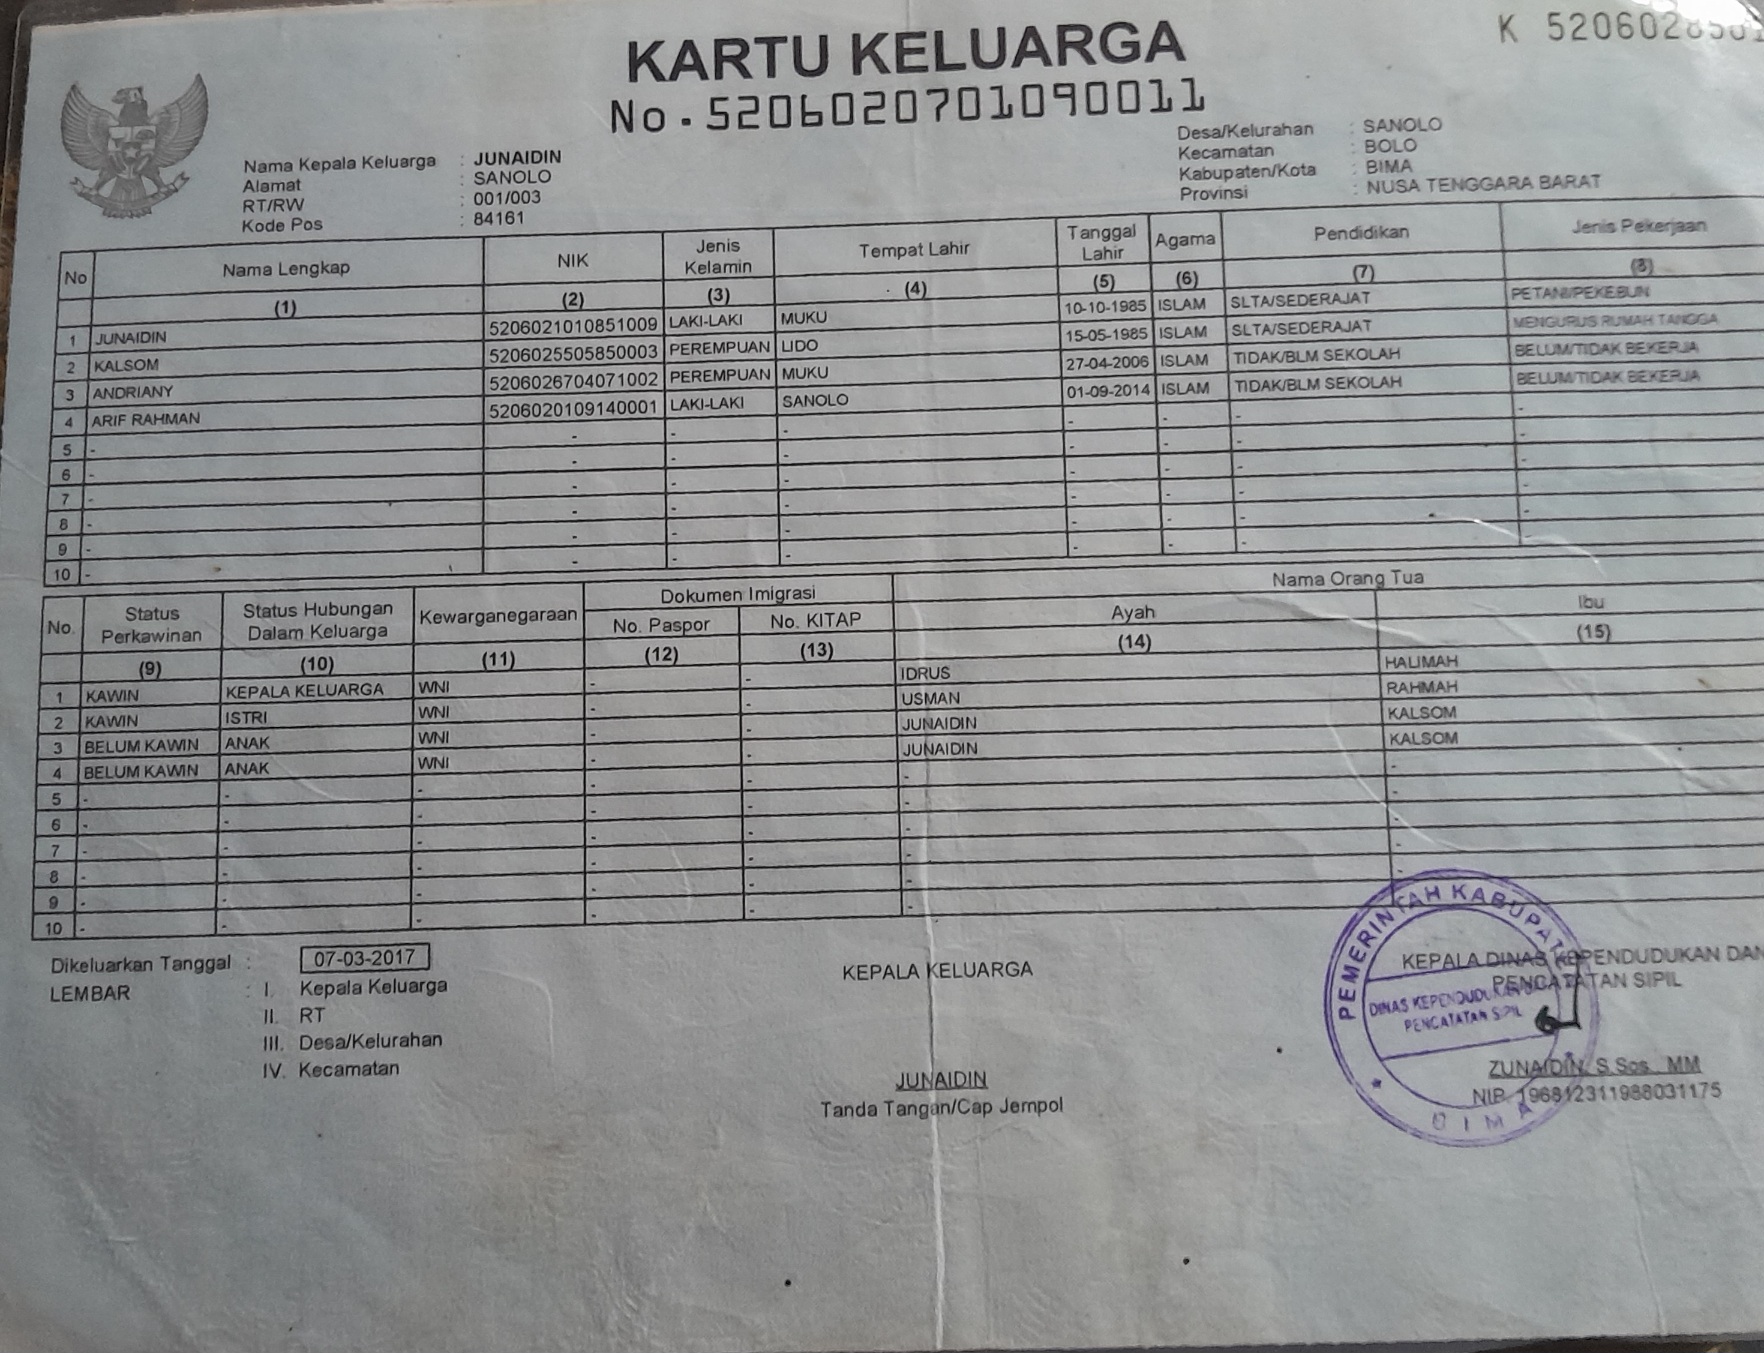 K 5206028501
KARTU KELUARGA
No. 5206020701090011
Nama Kepala Keluarga : JUNAIDIN
Alamat : SANOLO
RT/RW : 001/003
Kode Pos : 84161
Desa/Kelurahan : SANOLO
Kecamatan : BOLO
Kabupaten/Kota : BIMA
Provinsi : NUSA TENGGARA BARAT
No Nama Lengkap NIK Jenis Kelamin Tempat Lahir Tanggal Lahir Agama Pendidikan Jenis Pekerjaan
(1) (2) (3) (4) (5) (6) (7) (8)
1 JUNAIDIN 5206021010851009 LAKI-LAKI MUKU 10-10-1985 ISLAM SLTA/SEDERAJAT PETANI/PEKEBUN
2 KALSOM 5206025505850003 PEREMPUAN LIDO 15-05-1985 ISLAM SLTA/SEDERAJAT MENGURUS RUMAH TANGGA
3 ANDRIANY 5206026704071002 PEREMPUAN MUKU 27-04-2006 ISLAM TIDAK/BLM SEKOLAH BELUM/TIDAK BEKERJA
4 ARIF RAHMAN 5206020109140001 LAKI-LAKI SANOLO 01-09-2014 ISLAM TIDAK/BLM SEKOLAH BELUM/TIDAK BEKERJA
5 - - - - - - - -
6 - - - - - - - -
7 - - - - - - - -
8 - - - - - - - -
9 - - - - - - - -
10 - - - - - - - -
No. Status Perkawinan Status Hubungan Dalam Keluarga Kewarganegaraan Dokumen Imigrasi Nama Orang Tua
No. Paspor No. KITAP Ayah Ibu
(9) (10) (11) (12) (13) (14) (15)
1 KAWIN KEPALA KELUARGA WNI - - IDRUS HALIMAH
2 KAWIN ISTRI WNI - - USMAN RAHMAH
3 BELUM KAWIN ANAK WNI - - JUNAIDIN KALSOM
4 BELUM KAWIN ANAK WNI - - JUNAIDIN KALSOM
5 - - - - - - -
6 - - - - - - -
7 - - - - - - -
8 - - - - - - -
9 - - - - - - -
10 - - - - - -
Dikeluarkan Tanggal : 07-03-2017
LEMBAR : I. Kepala Keluarga
II. RT
III. Desa/Kelurahan
IV. Kecamatan
KEPALA KELUARGA
JUNAIDIN
Tanda Tangan/Cap Jempol
KEPALA DINAS KEPENDUDUKAN DAN
PENCATATAN SIPIL
ZUNAIDIN, S.Sos., MM
NIP. 196812311988031175
PEMERINTAH KABUPAT
DINAS KEPENDUDUKAN
PENCATATAN SIPIL
BIMA